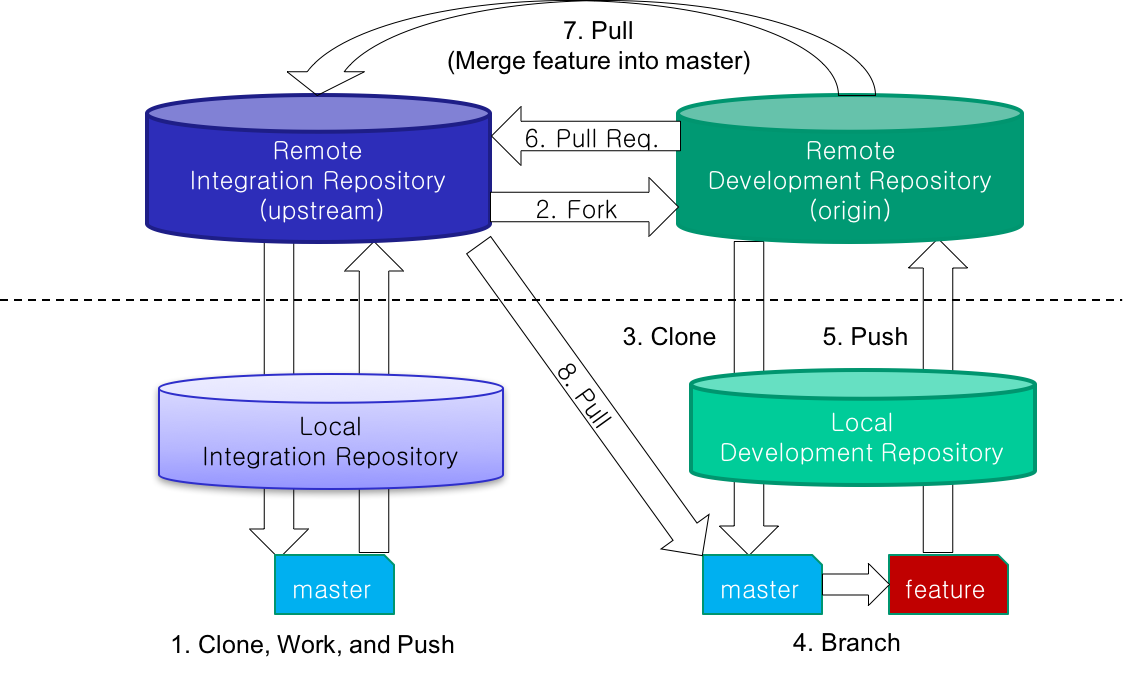 7. Pull
(Merge feature into master)
Remote
Integration Repository
(upstream)
6. Pull Req.
2. Fork
Remote
Development Repository
(origin)
3. Clone
5. Push
8. Pull
Local
Integration Repository
Local
Development Repository
master
master
feature
1. Clone, Work, and Push
4. Branch